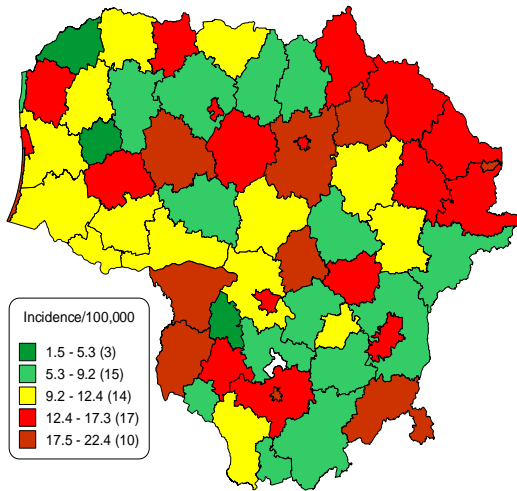 Incidence/100,000
1.5 - 5.3 (3)
5.3 - 9.2 (15)
9.2 - 12.4 (14)
12.4 - 17.3 (17)
17.5 - 22.4 (10)